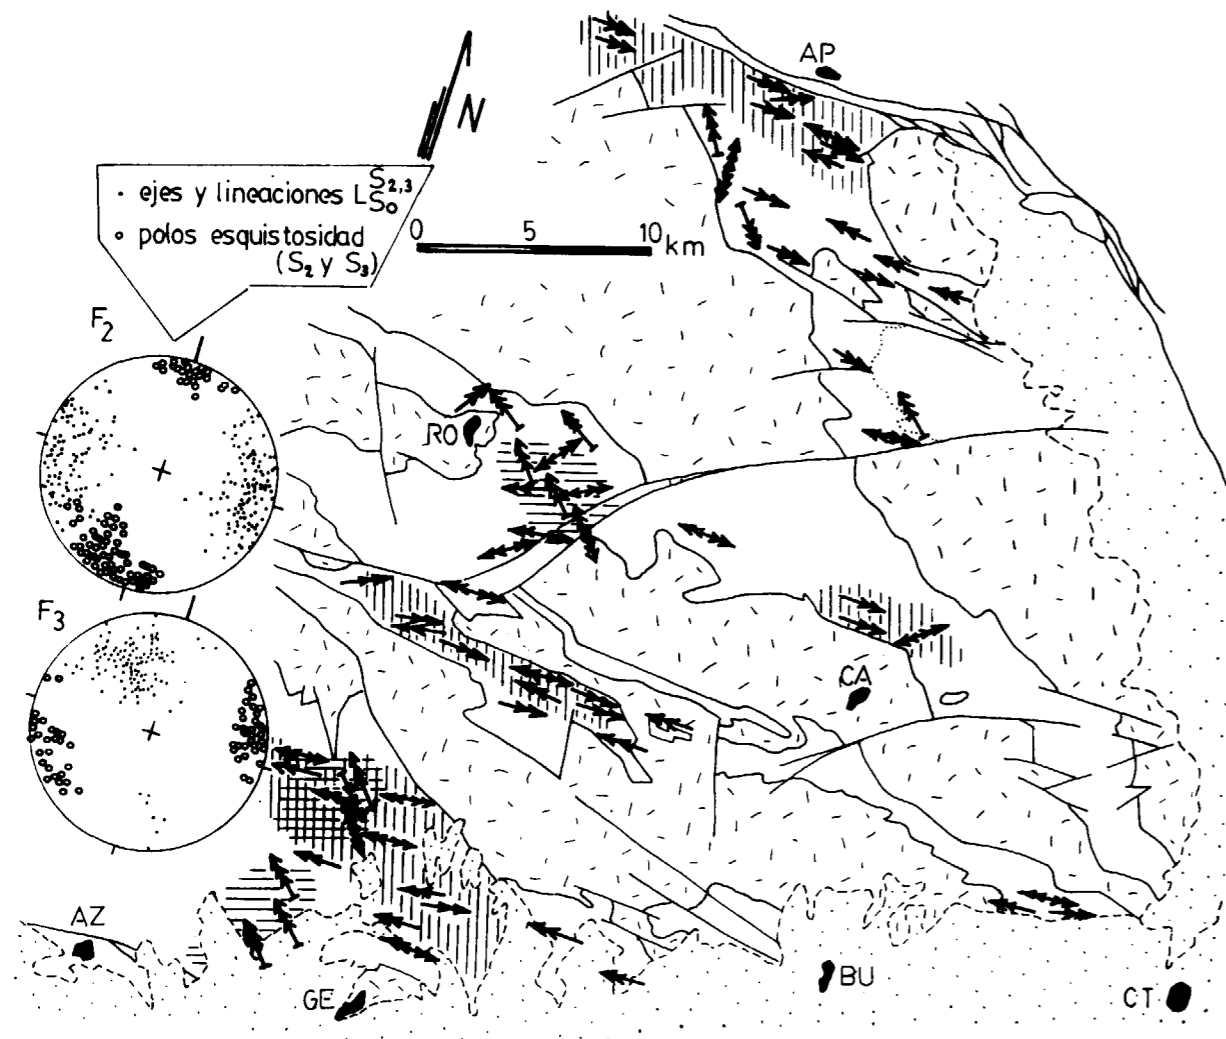 AP
N
· ejes y lineaciones L S₂,₃ S₀
o polos esquistosidad
(S₂ y S₃)
0 5 10 km
F₂
RO
F₃
CA
AZ
GE
BU
CT